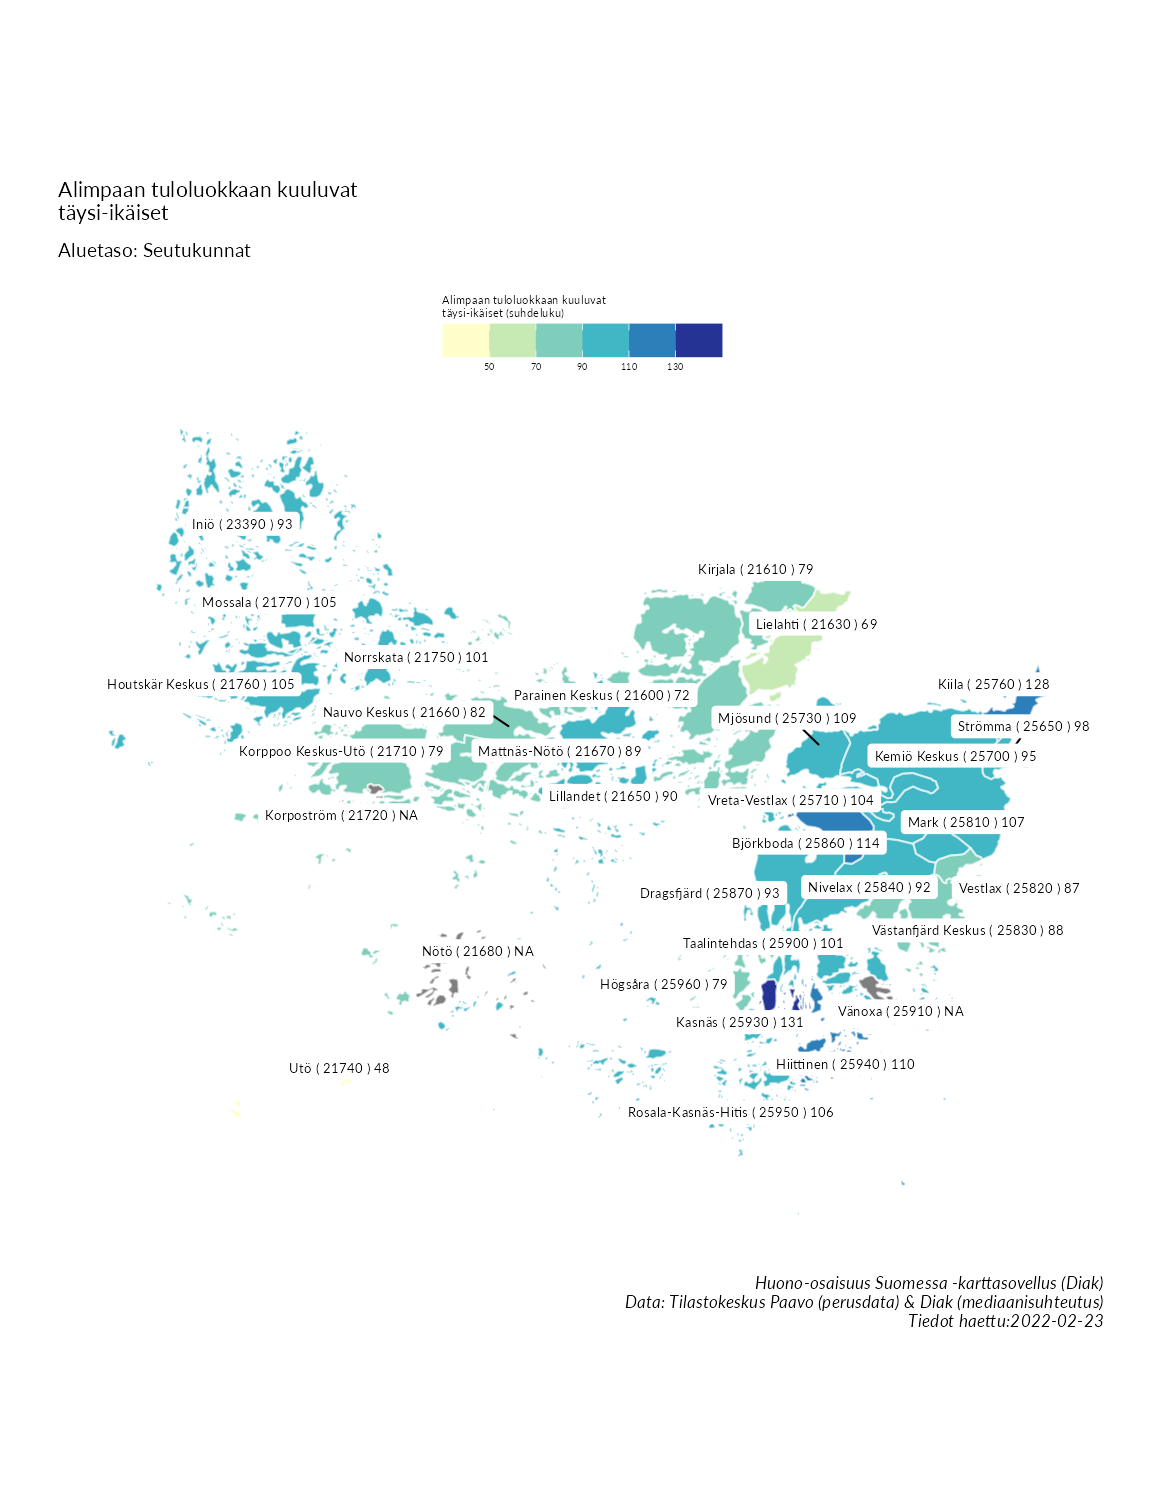 Alimpaan tuloluokkaan kuuluvat
täysi-ikäiset
Aluetaso: Seutukunnat
Alimpaan tuloluokkaan kuuluvat
täysi-ikäiset (suhdeluku)
50 70 90 110 130
Iniö ( 23390 ) 93
Kirjala ( 21610 ) 79
Mossala ( 21770 ) 105
Lielahti ( 21630 ) 69
Norrskata ( 21750 ) 101
Houtskär Keskus ( 21760 ) 105
Kiila ( 25760 ) 128
Parainen Keskus ( 21600 ) 72
Nauvo Keskus ( 21660 ) 82
Mjösund ( 25730 ) 109
Strömma ( 25650 ) 98
Korppoo Keskus-Utö ( 21710 ) 79
Mattnäs-Nötö ( 21670 ) 89
Kemiö Keskus ( 25700 ) 95
Lillandet ( 21650 ) 90
Vreta-Vestlax ( 25710 ) 104
Korpoström ( 21720 ) NA
Mark ( 25810 ) 107
Björkboda ( 25860 ) 114
Dragsfjärd ( 25870 ) 93
Nivelax ( 25840 ) 92
Vestlax ( 25820 ) 87
Västanfjärd Keskus ( 25830 ) 88
Taalintehdas ( 25900 ) 101
Nötö ( 21680 ) NA
Högsåra ( 25960 ) 79
Vänoxa ( 25910 ) NA
Kasnäs ( 25930 ) 131
Hiittinen ( 25940 ) 110
Utö ( 21740 ) 48
Rosala-Kasnäs-Hitis ( 25950 ) 106
Huono-osaisuus Suomessa -karttasovellus (Diak)
Data: Tilastokeskus Paavo (perusdata) & Diak (mediaanisuhteutus)
Tiedot haettu:2022-02-23